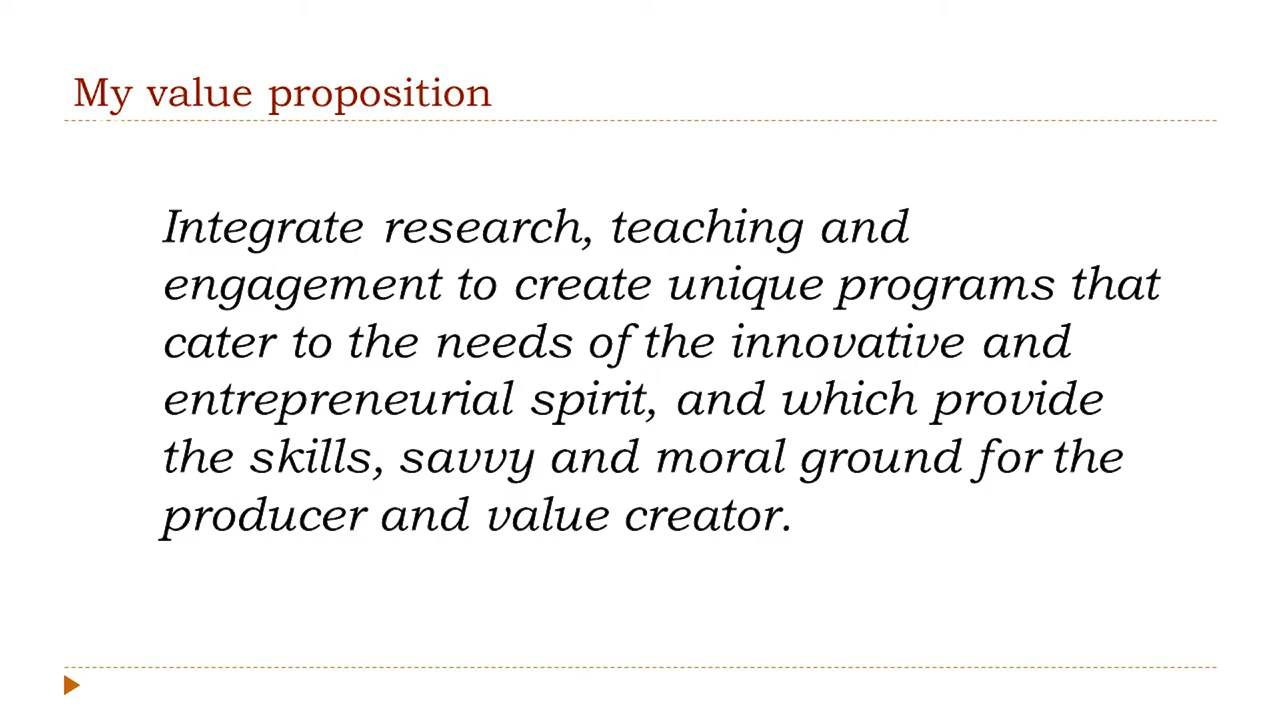 My value proposition
Integrate research, teaching and
engagement to create unique programs that
cater to the needs of the innovative and
entrepreneurial spirit, and which provide
the skills, savvy and moral ground for the
producer and value creator.